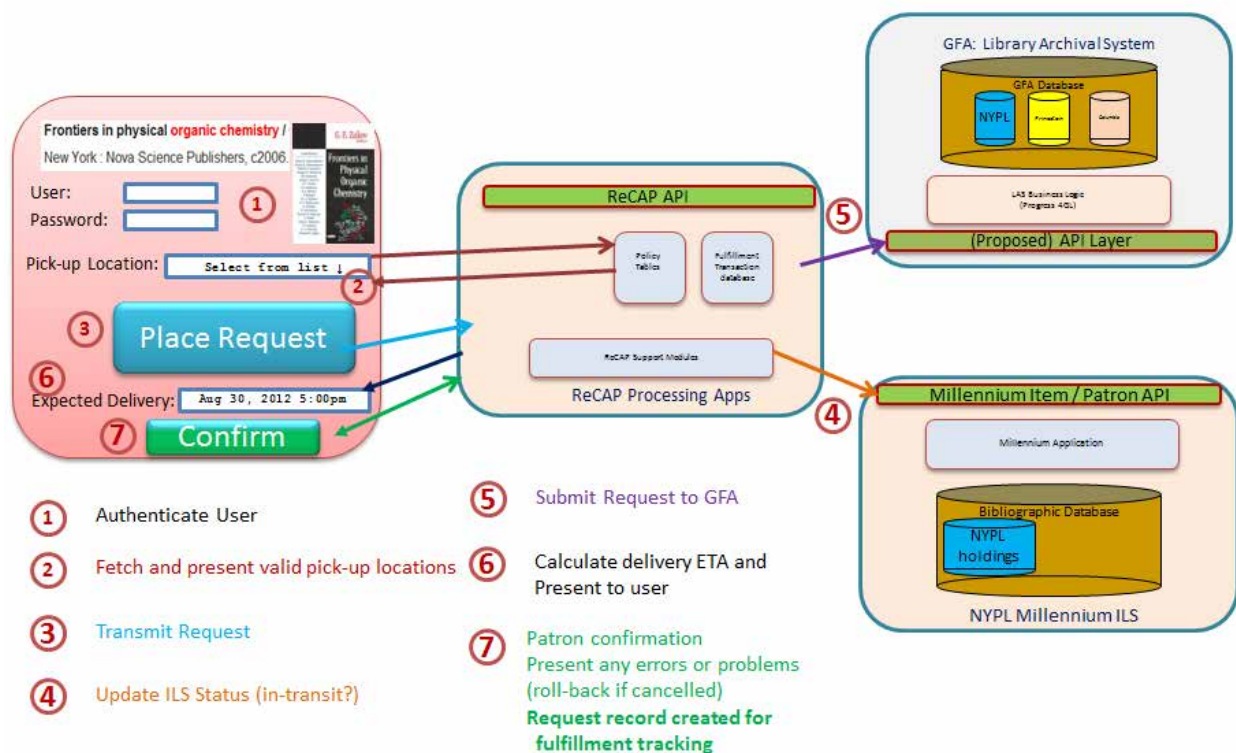 GFA: Library Archival System
GFA Database
NYPL
Princeton
Columbia
LAS Business Logic
(Progress 4GL)
(Proposed) API Layer
Frontiers in physical organic chemistry /
New York : Nova Science Publishers, c2006.
G. E. Zaikov
Frontiers in
Physical
Organic
Chemistry
User:
Password:
1
Pick-up Location:
Select from list ↓
2
3
Place Request
6
Expected Delivery:
Aug 30, 2012 5:00pm
7
Confirm
ReCAP API
Policy
Tables
Fulfillment
Transaction
database
ReCAP Support Modules
ReCAP Processing Apps
5
4
Millennium Item / Patron API
Millennium Application
Bibliographic Database
NYPL
holdings
NYPL Millennium ILS
1 Authenticate User
2 Fetch and present valid pick-up locations
3 Transmit Request
4 Update ILS Status (in-transit?)
5 Submit Request to GFA
6 Calculate delivery ETA and
Present to user
7 Patron confirmation
Present any errors or problems
(roll-back if cancelled)
Request record created for
fulfillment tracking